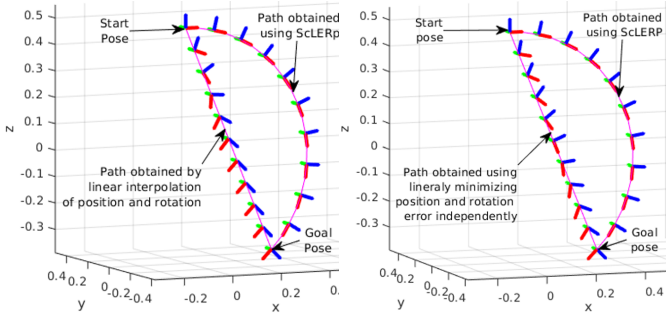 0.5
0.4
0.3
0.2
0.1
0
-0.1
-0.2
-0.3
z
Start
Pose
Path obtained
using ScLERp
Path obtained by
linear interpolation
of position and rotation
Goal
Pose
0.4
0.2
0
-0.2
-0.4
y
-0.2
0
0.2
0.4
x
0.5
0.4
0.3
0.2
0.1
0
-0.1
-0.2
-0.3
z
Start
pose
Path obtained
using ScLERP
Path obtained using
lineraly minimizing
position and rotation
error independently
Goal
pose
0.4
0.2
0
-0.2
-0.4
y
-0.2
0
0.2
0.4
x